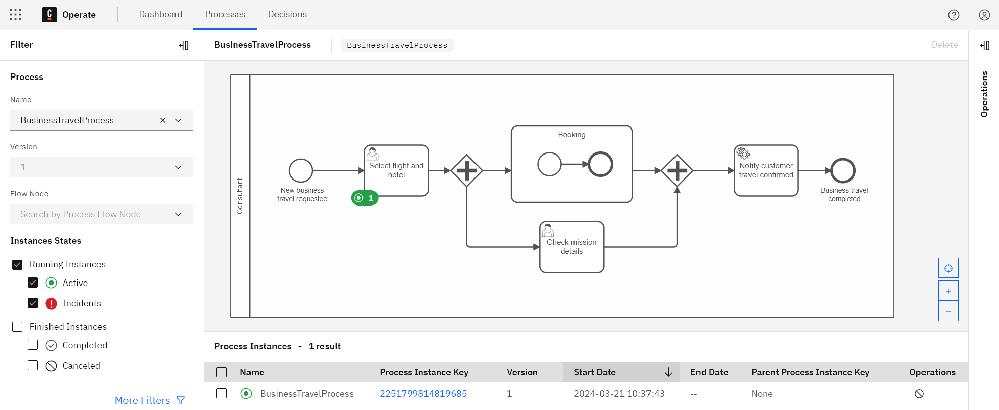 C Operate Dashboard Processes Decisions
Filter
Process
Name
BusinessTravelProcess
Version
1
Flow Node
Search by Process Flow Node
Instances States
Running Instances
Active
Incidents
Finished Instances
Completed
Canceled
More Filters
BusinessTravelProcess BusinessTravelProcess Delete
Operations
Consultant
New business
travel requested
Select flight and
hotel
1
Booking
Check mission
details
Notify customer
travel confirmed
Business travel
completed
+
−
Process Instances - 1 result
Name Process Instance Key Version Start Date End Date Parent Process Instance Key Operations
BusinessTravelProcess 2251799814819685 1 2024-03-21 10:37:43 -- None